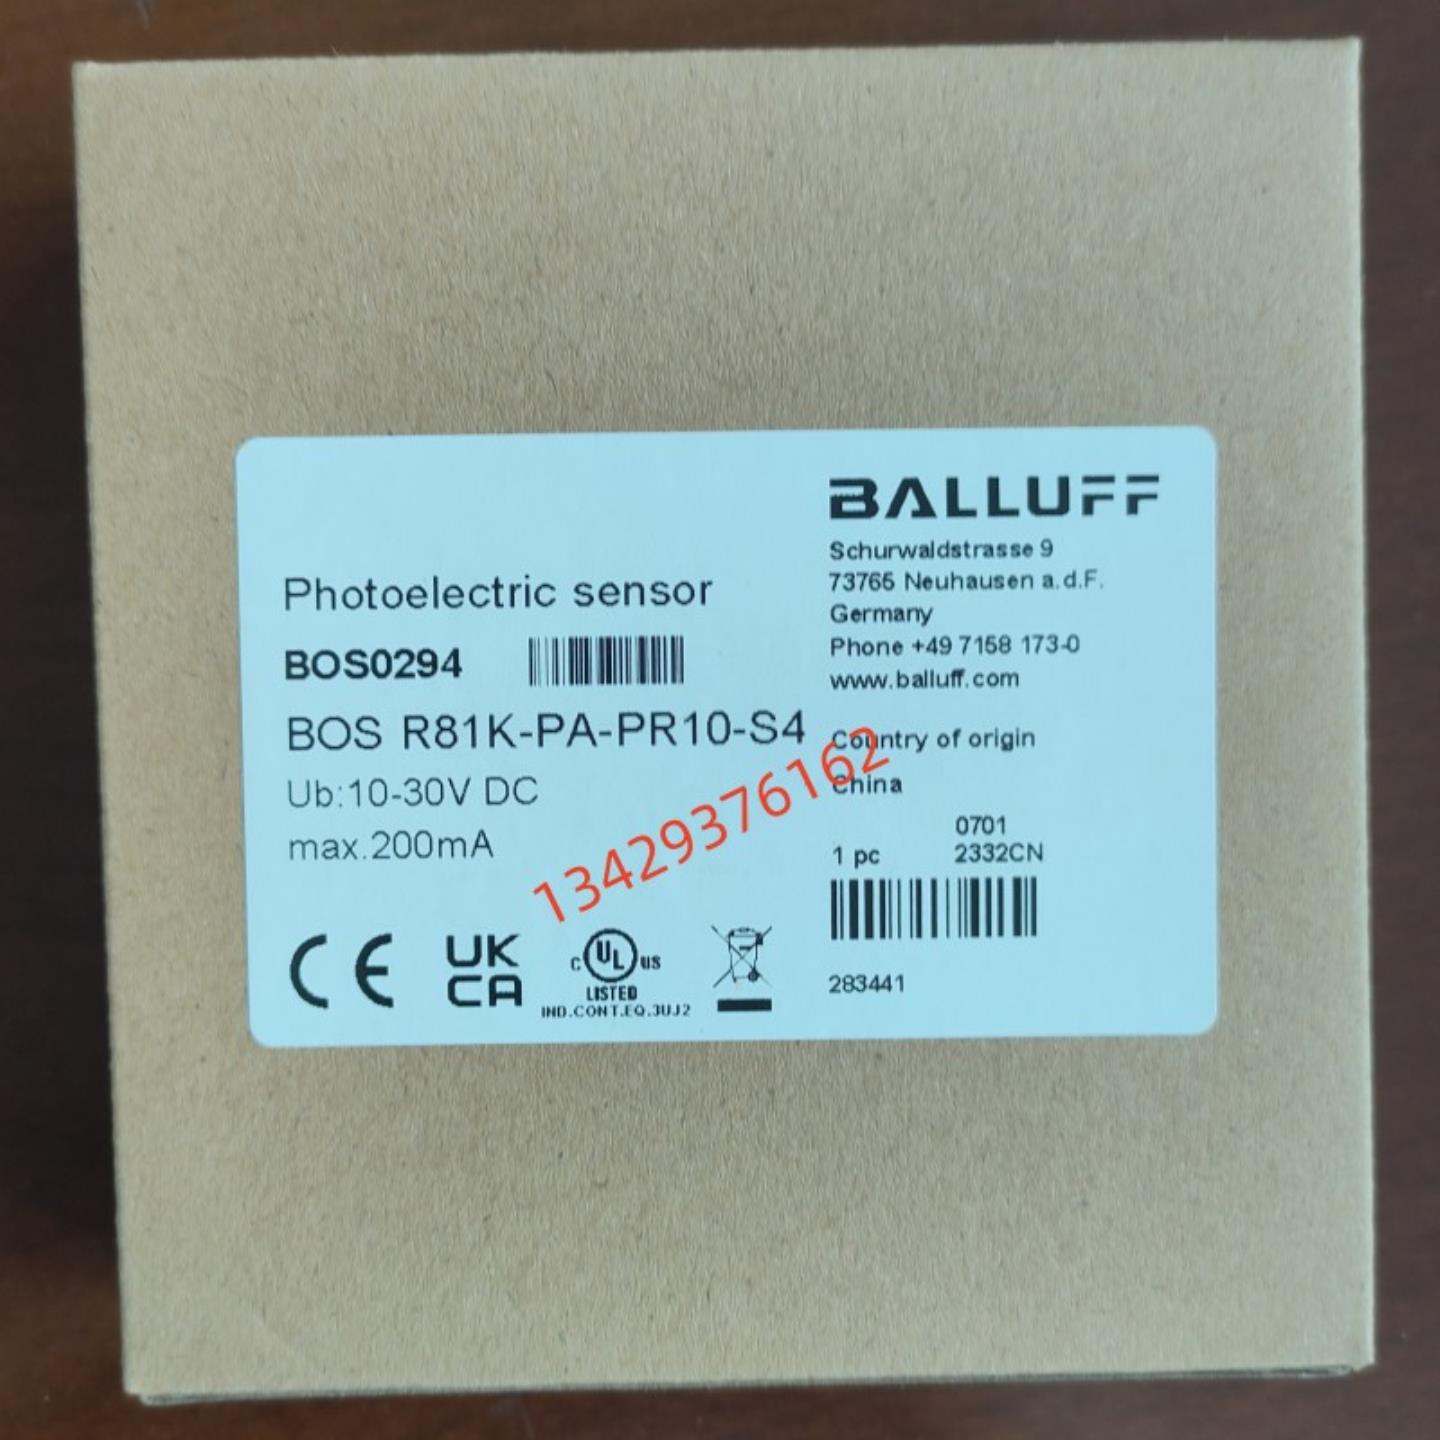 BALLUFF
Schurwaldstrasse 9
73765 Neuhausen a.d.F.
Germany
Phone +49 7158 173-0
www.balluff.com
Photoelectric sensor
BOS0294
BOS R81K-PA-PR10-S4
Ub:10-30V DC
max.200mA
Country of origin
China
13429376162
0701
1 pc 2332CN
283441
CE
UK
CA
C UL US
LISTED
IND.CONT.EQ.3UJ2